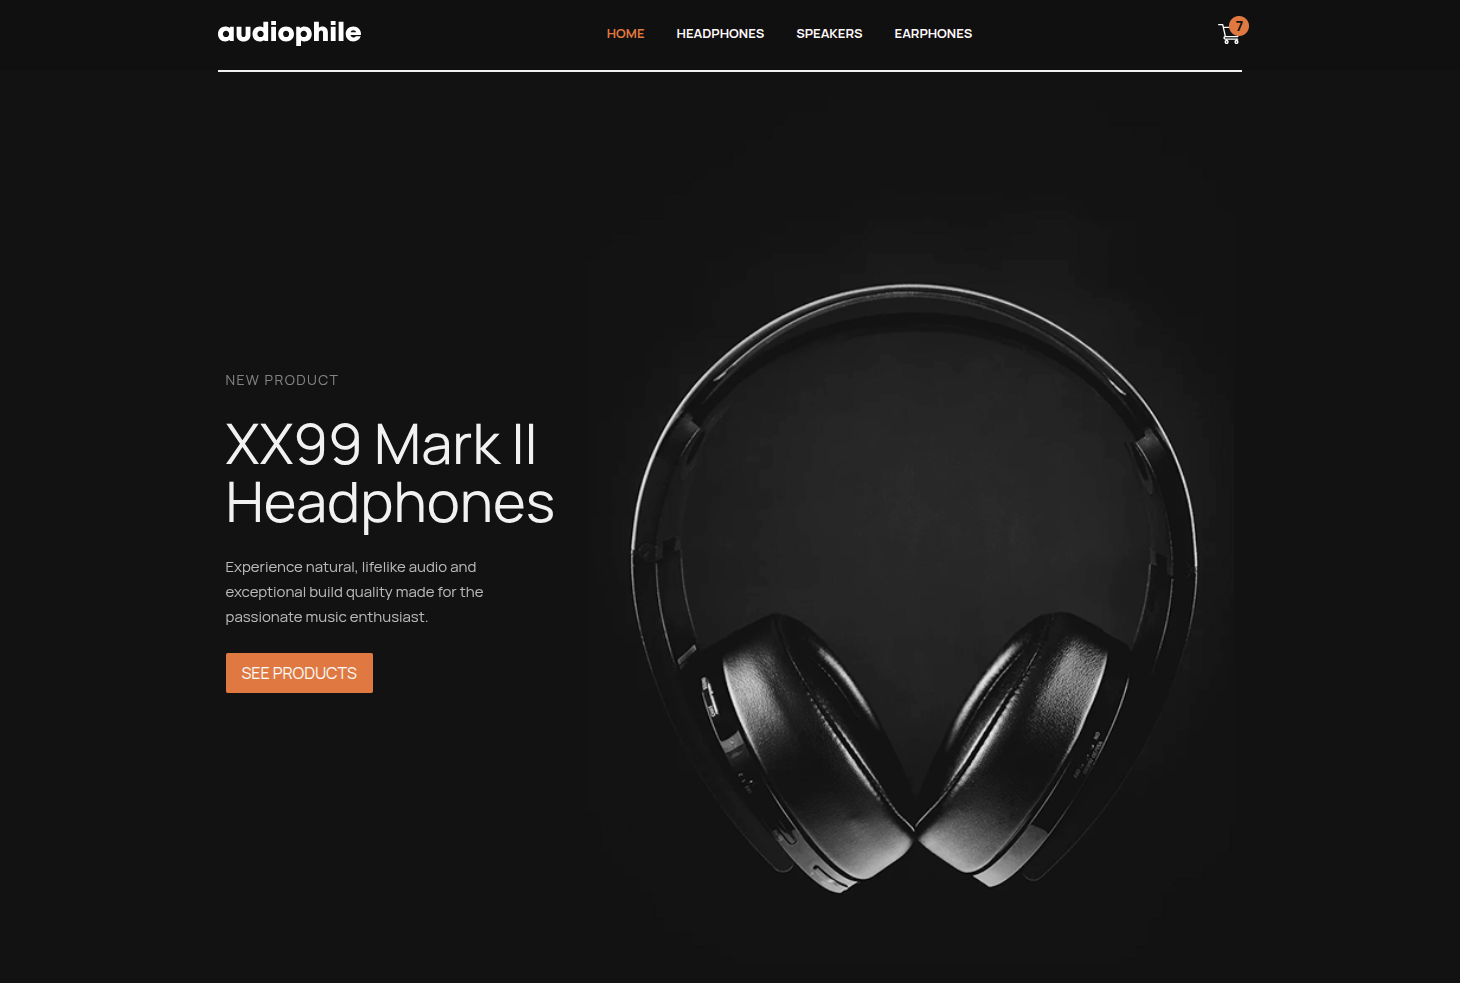 audiophile
HOME HEADPHONES SPEAKERS EARPHONES
7
NEW PRODUCT
XX99 Mark II
Headphones
Experience natural, lifelike audio and
exceptional build quality made for the
passionate music enthusiast.
SEE PRODUCTS